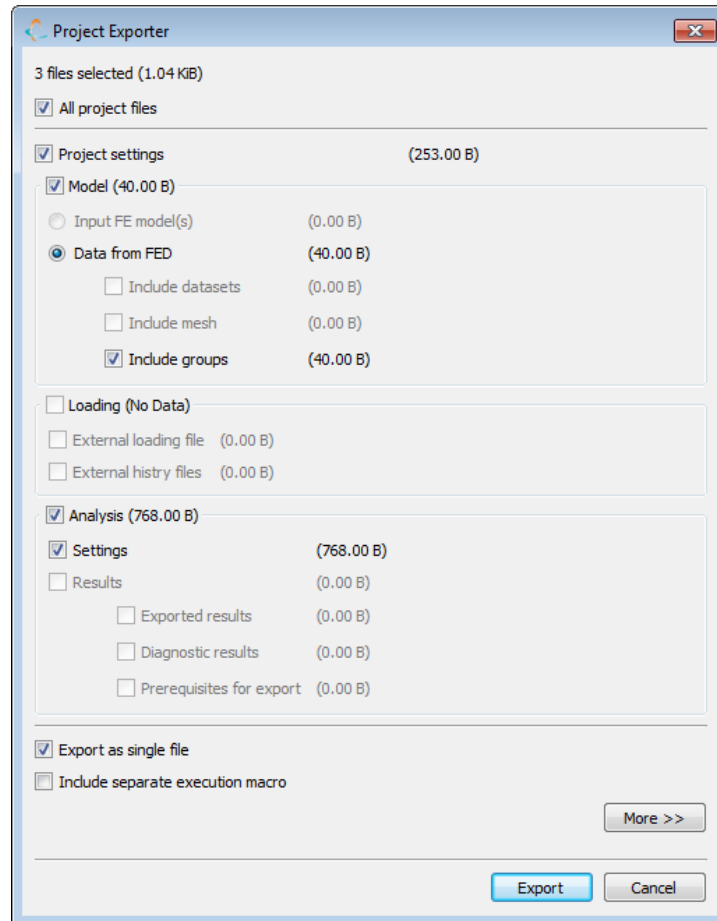 Project Exporter
3 files selected (1.04 KiB)
All project files
Project settings (253.00 B)
Model (40.00 B)
Input FE model(s) (0.00 B)
Data from FED (40.00 B)
Include datasets (0.00 B)
Include mesh (0.00 B)
Include groups (40.00 B)
Loading (No Data)
External loading file (0.00 B)
External histry files (0.00 B)
Analysis (768.00 B)
Settings (768.00 B)
Results (0.00 B)
Exported results (0.00 B)
Diagnostic results (0.00 B)
Prerequisites for export (0.00 B)
Export as single file
Include separate execution macro
More >>
Export Cancel